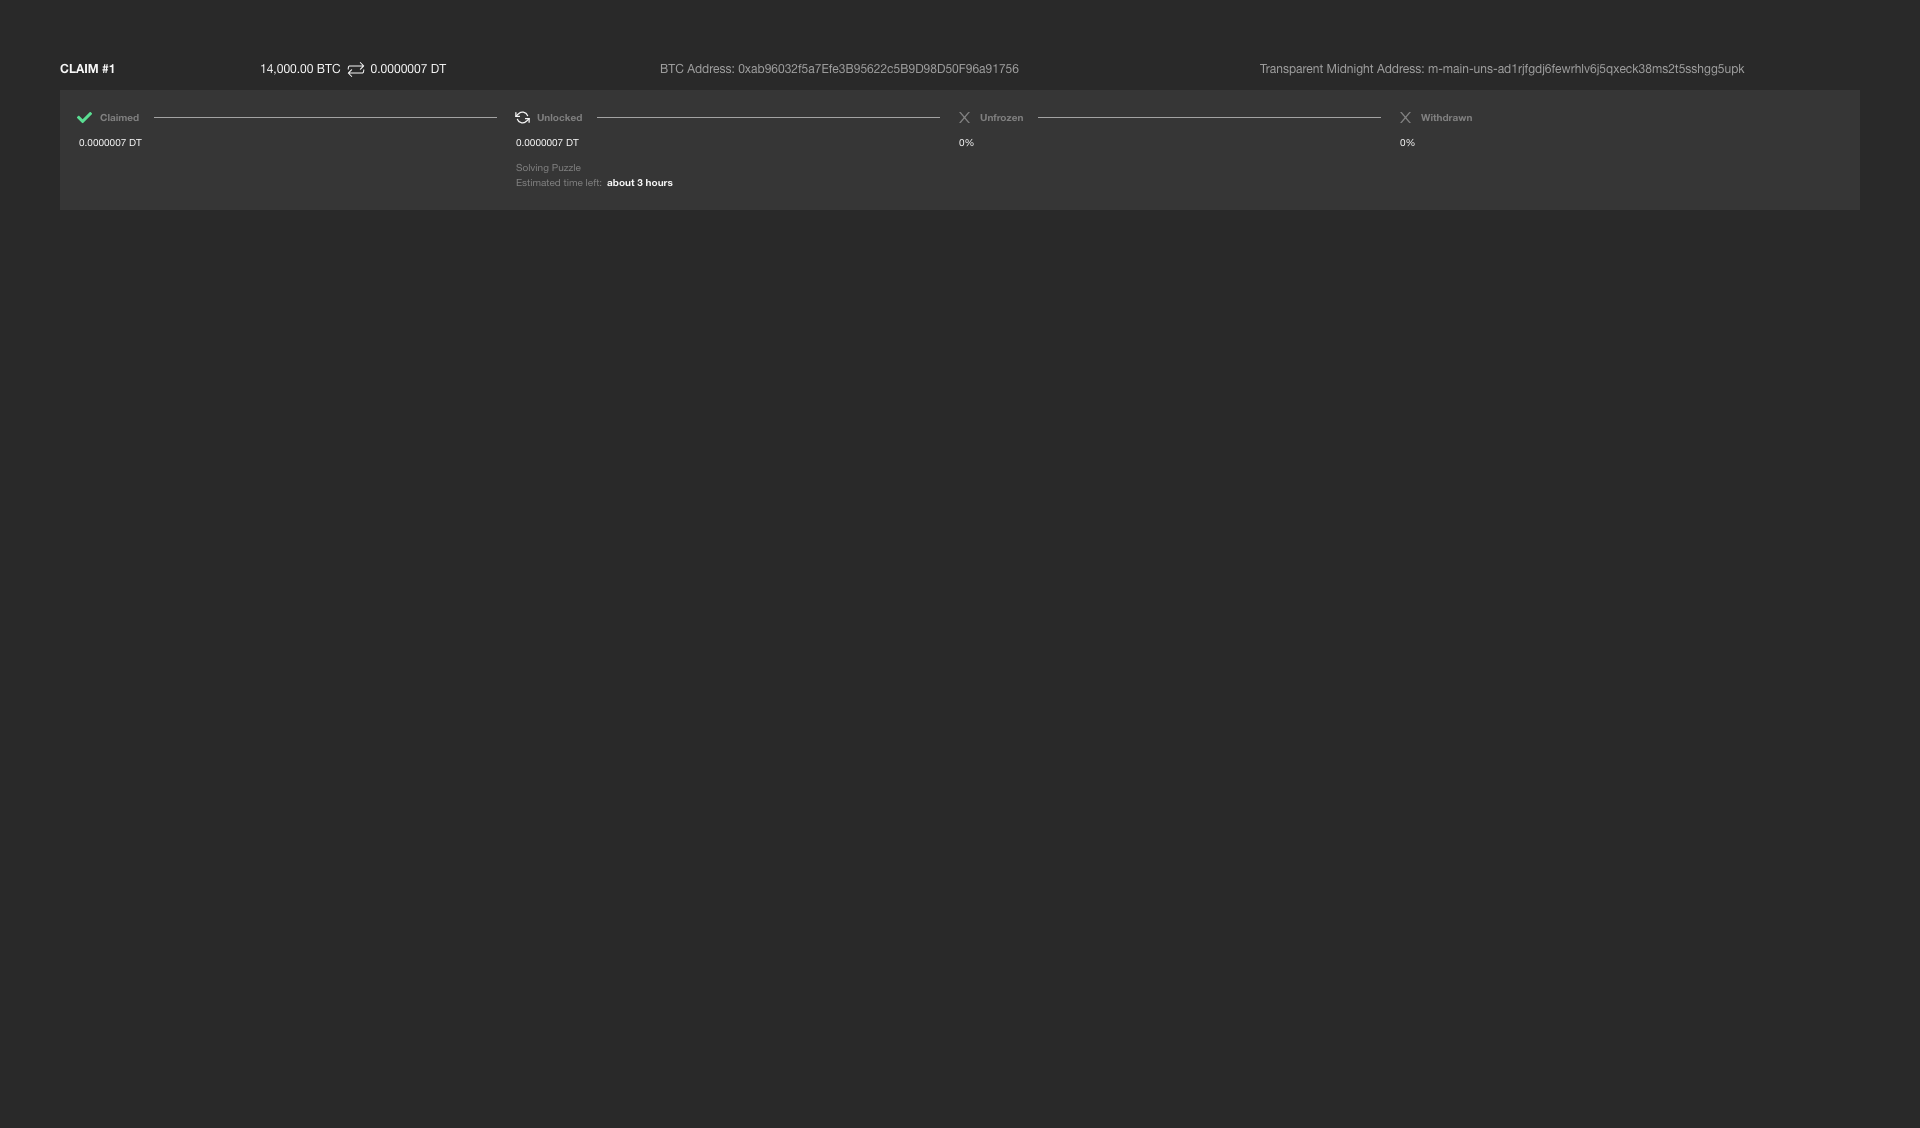 CLAIM #1
14,000.00 BTC 0.0000007 DT
BTC Address: 0xab96032f5a7Efe3B95622c5B9D98D50F96a91756
Transparent Midnight Address: m-main-uns-ad1rjfgdj6fewrhlv6j5qxeck38ms2t5sshgg5upk
Claimed
0.0000007 DT
Unlocked
0.0000007 DT
Solving Puzzle
Estimated time left: about 3 hours
Unfrozen
0%
Withdrawn
0%